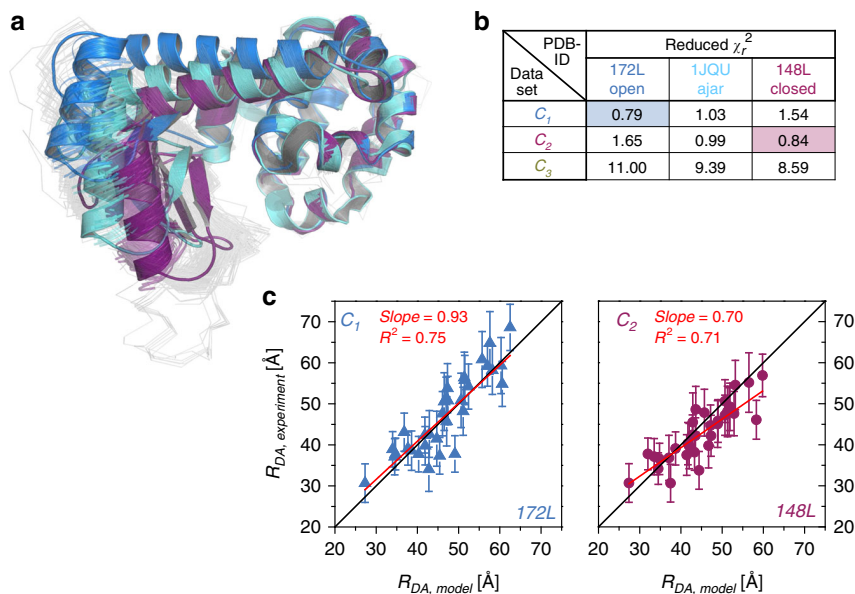 a
b
PDB-ID
Data set
Reduced χr²
172L open
1JQU ajar
148L closed
C1 0.79 1.03 1.54
C2 1.65 0.99 0.84
C3 11.00 9.39 8.59
c
C1
Slope = 0.93
R² = 0.75
172L
70
60
50
40
30
20
RDA, experiment [Å]
20 30 40 50 60 70
RDA, model [Å]
C2
Slope = 0.70
R² = 0.71
148L
70
60
50
40
30
20
20 30 40 50 60 70
RDA, model [Å]